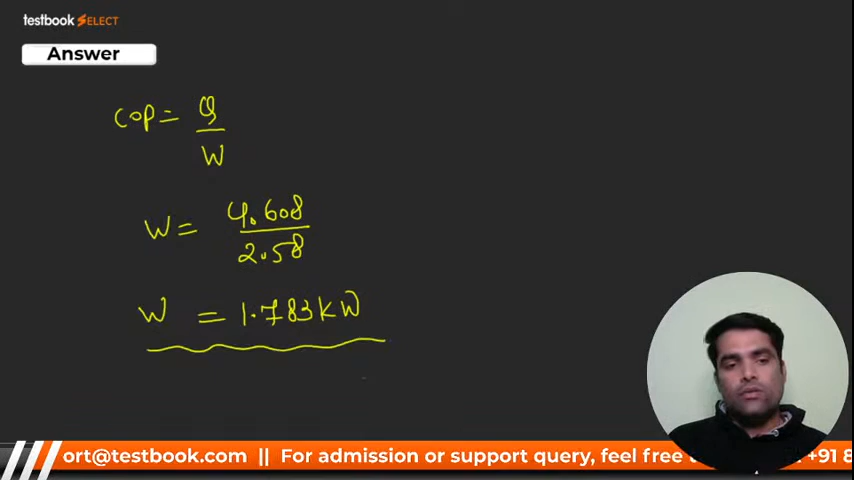 testbook SELECT
Answer
COP = Q
W
W = 4.608
2.58
W = 1.783 kW
ort@testbook.com || For admission or support query, feel free +91 8